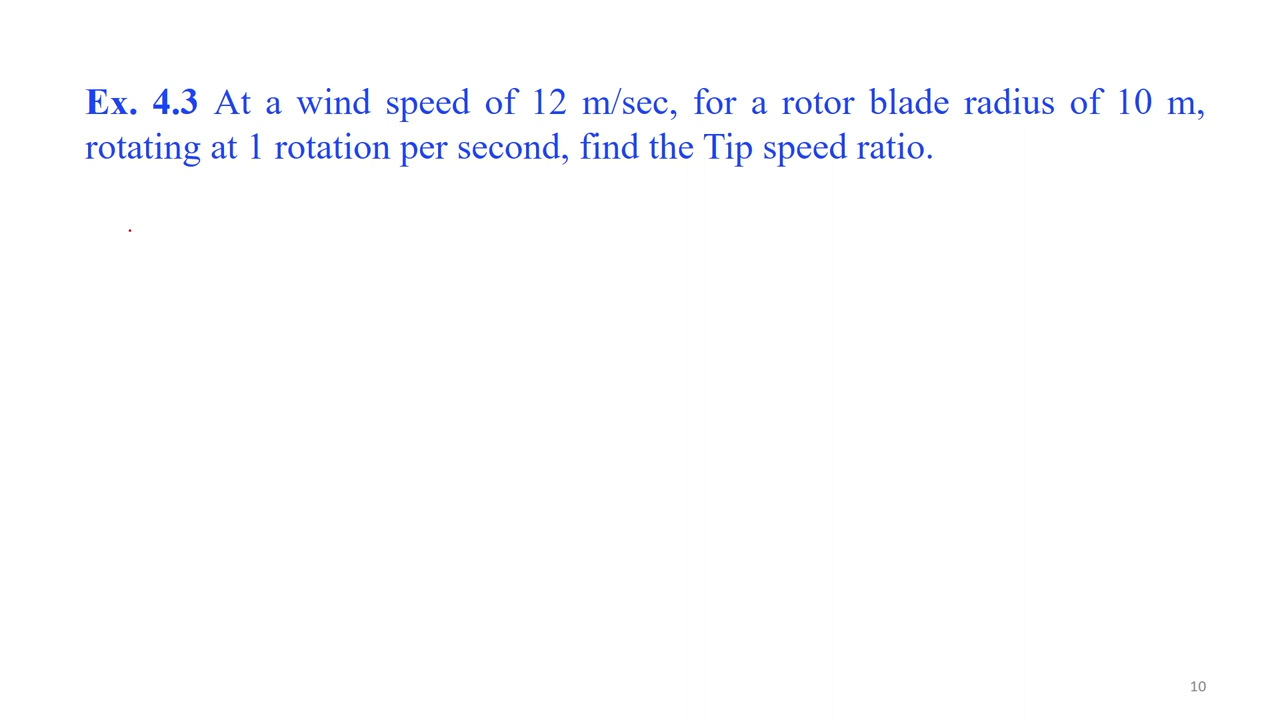 Ex. 4.3 At a wind speed of 12 m/sec, for a rotor blade radius of 10 m,
rotating at 1 rotation per second, find the Tip speed ratio.
10